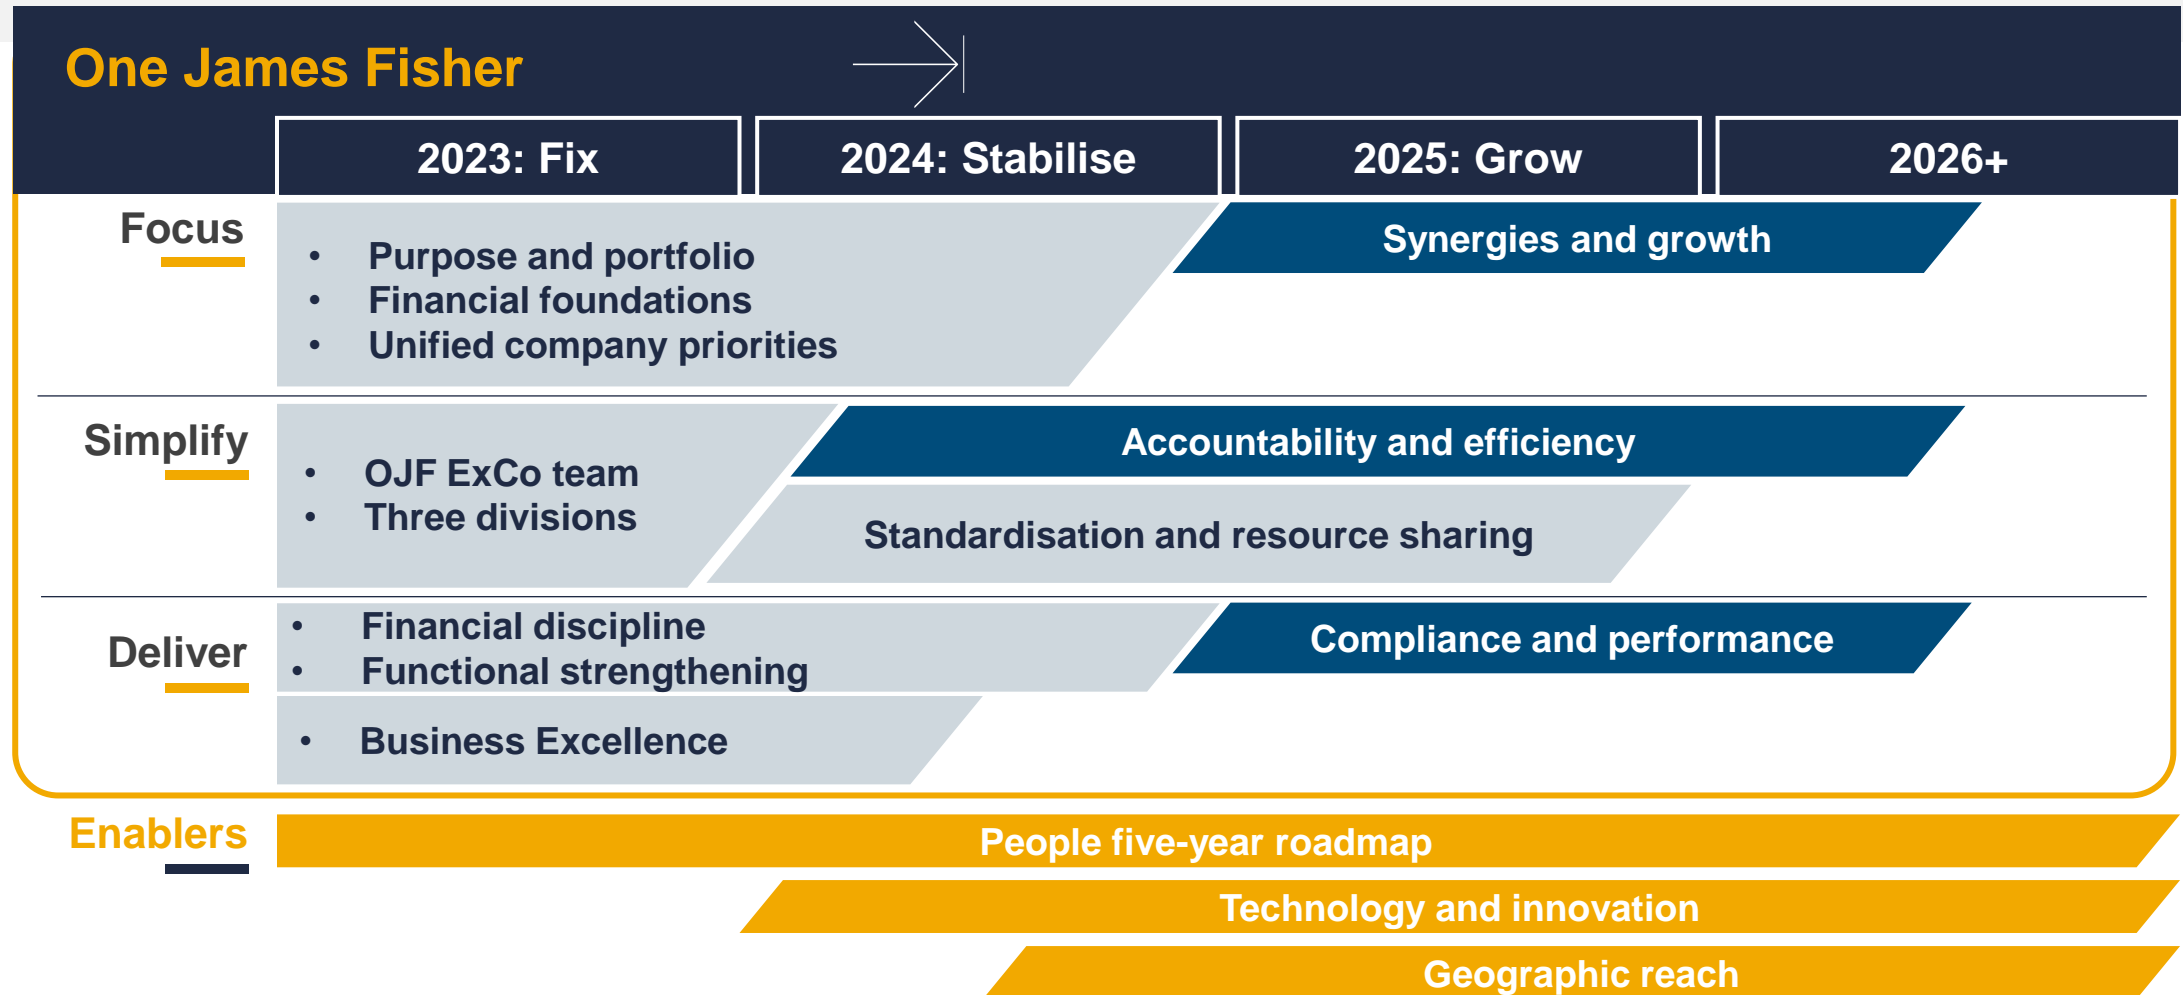 One James Fisher
2023: Fix
2024: Stabilise
2025: Grow
2026+
Focus
• Purpose and portfolio
• Financial foundations
• Unified company priorities
Synergies and growth
Simplify
• OJF ExCo team
• Three divisions
Accountability and efficiency
Standardisation and resource sharing
Deliver
• Financial discipline
• Functional strengthening
• Business Excellence
Compliance and performance
Enablers
People five-year roadmap
Technology and innovation
Geographic reach